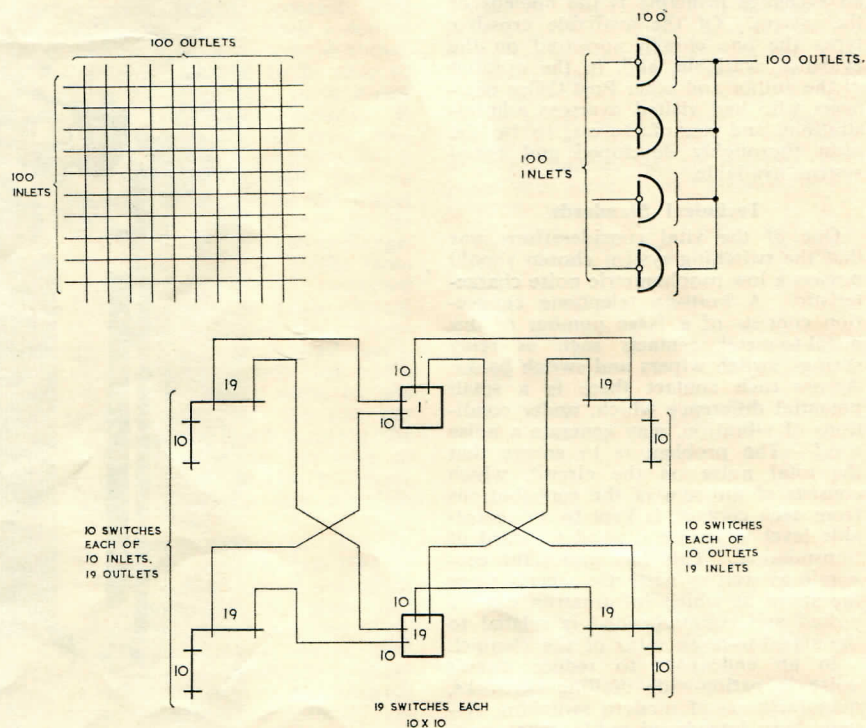 100 OUTLETS
100
INLETS
100
100 OUTLETS.
100
INLETS
19
10
10
10
1
19
10
10 SWITCHES
EACH OF
10 INLETS,
19 OUTLETS
10 SWITCHES
EACH OF
10 OUTLETS
19 INLETS
19
10
10
10
19
19
10
19 SWITCHES EACH
10 X 10